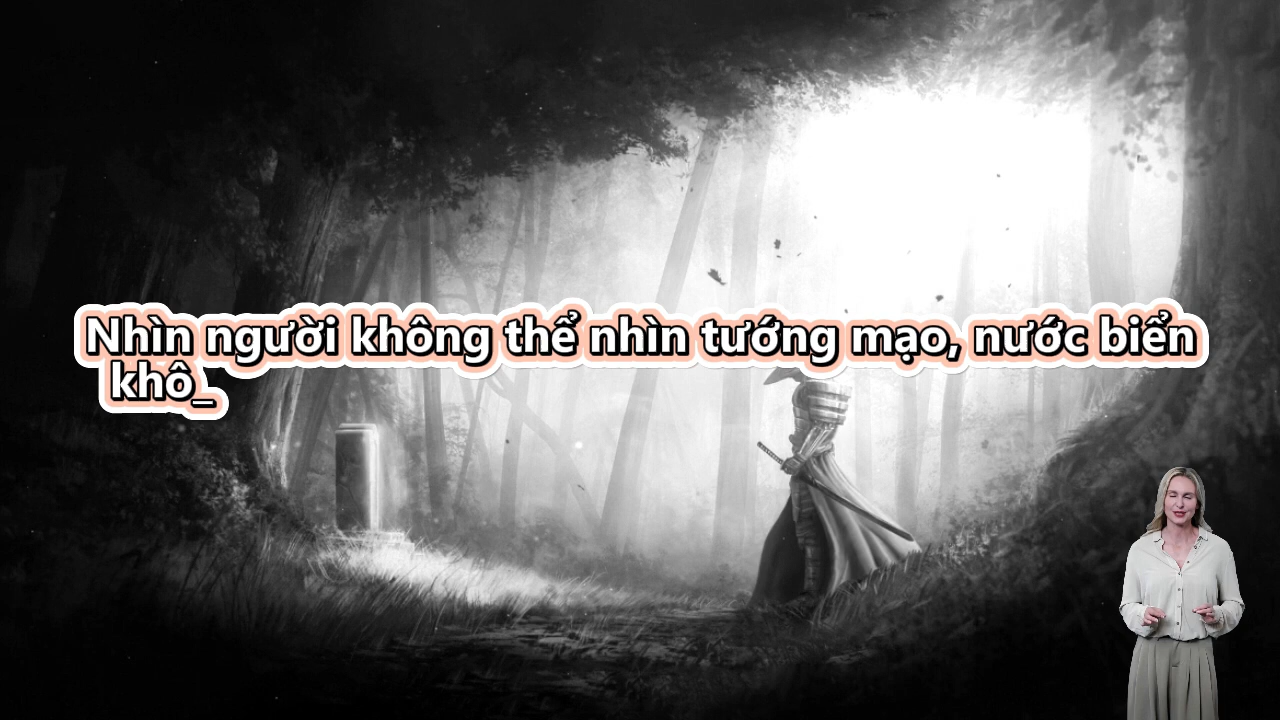 Nhìn người không thể nhìn tướng mạo, nước biển
khô_